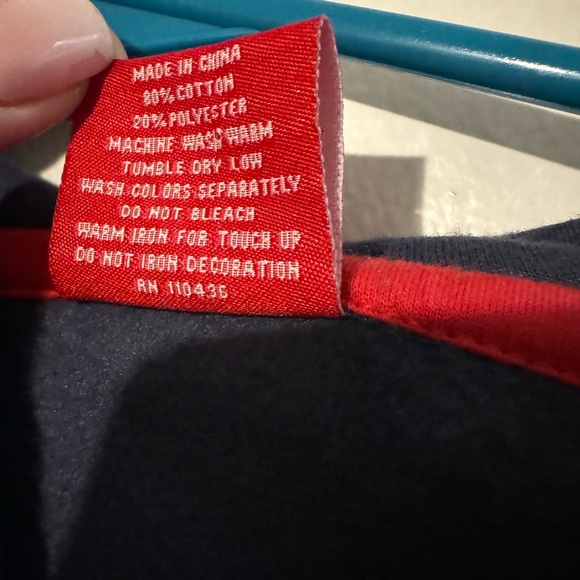 MADE IN CHINA
80% COTTON
20% POLYESTER
MACHINE WASH WARM
TUMBLE DRY LOW
WASH COLORS SEPARATELY
DO NOT BLEACH
WARM IRON FOR TOUCH UP
DO NOT IRON DECORATION
RN 110436